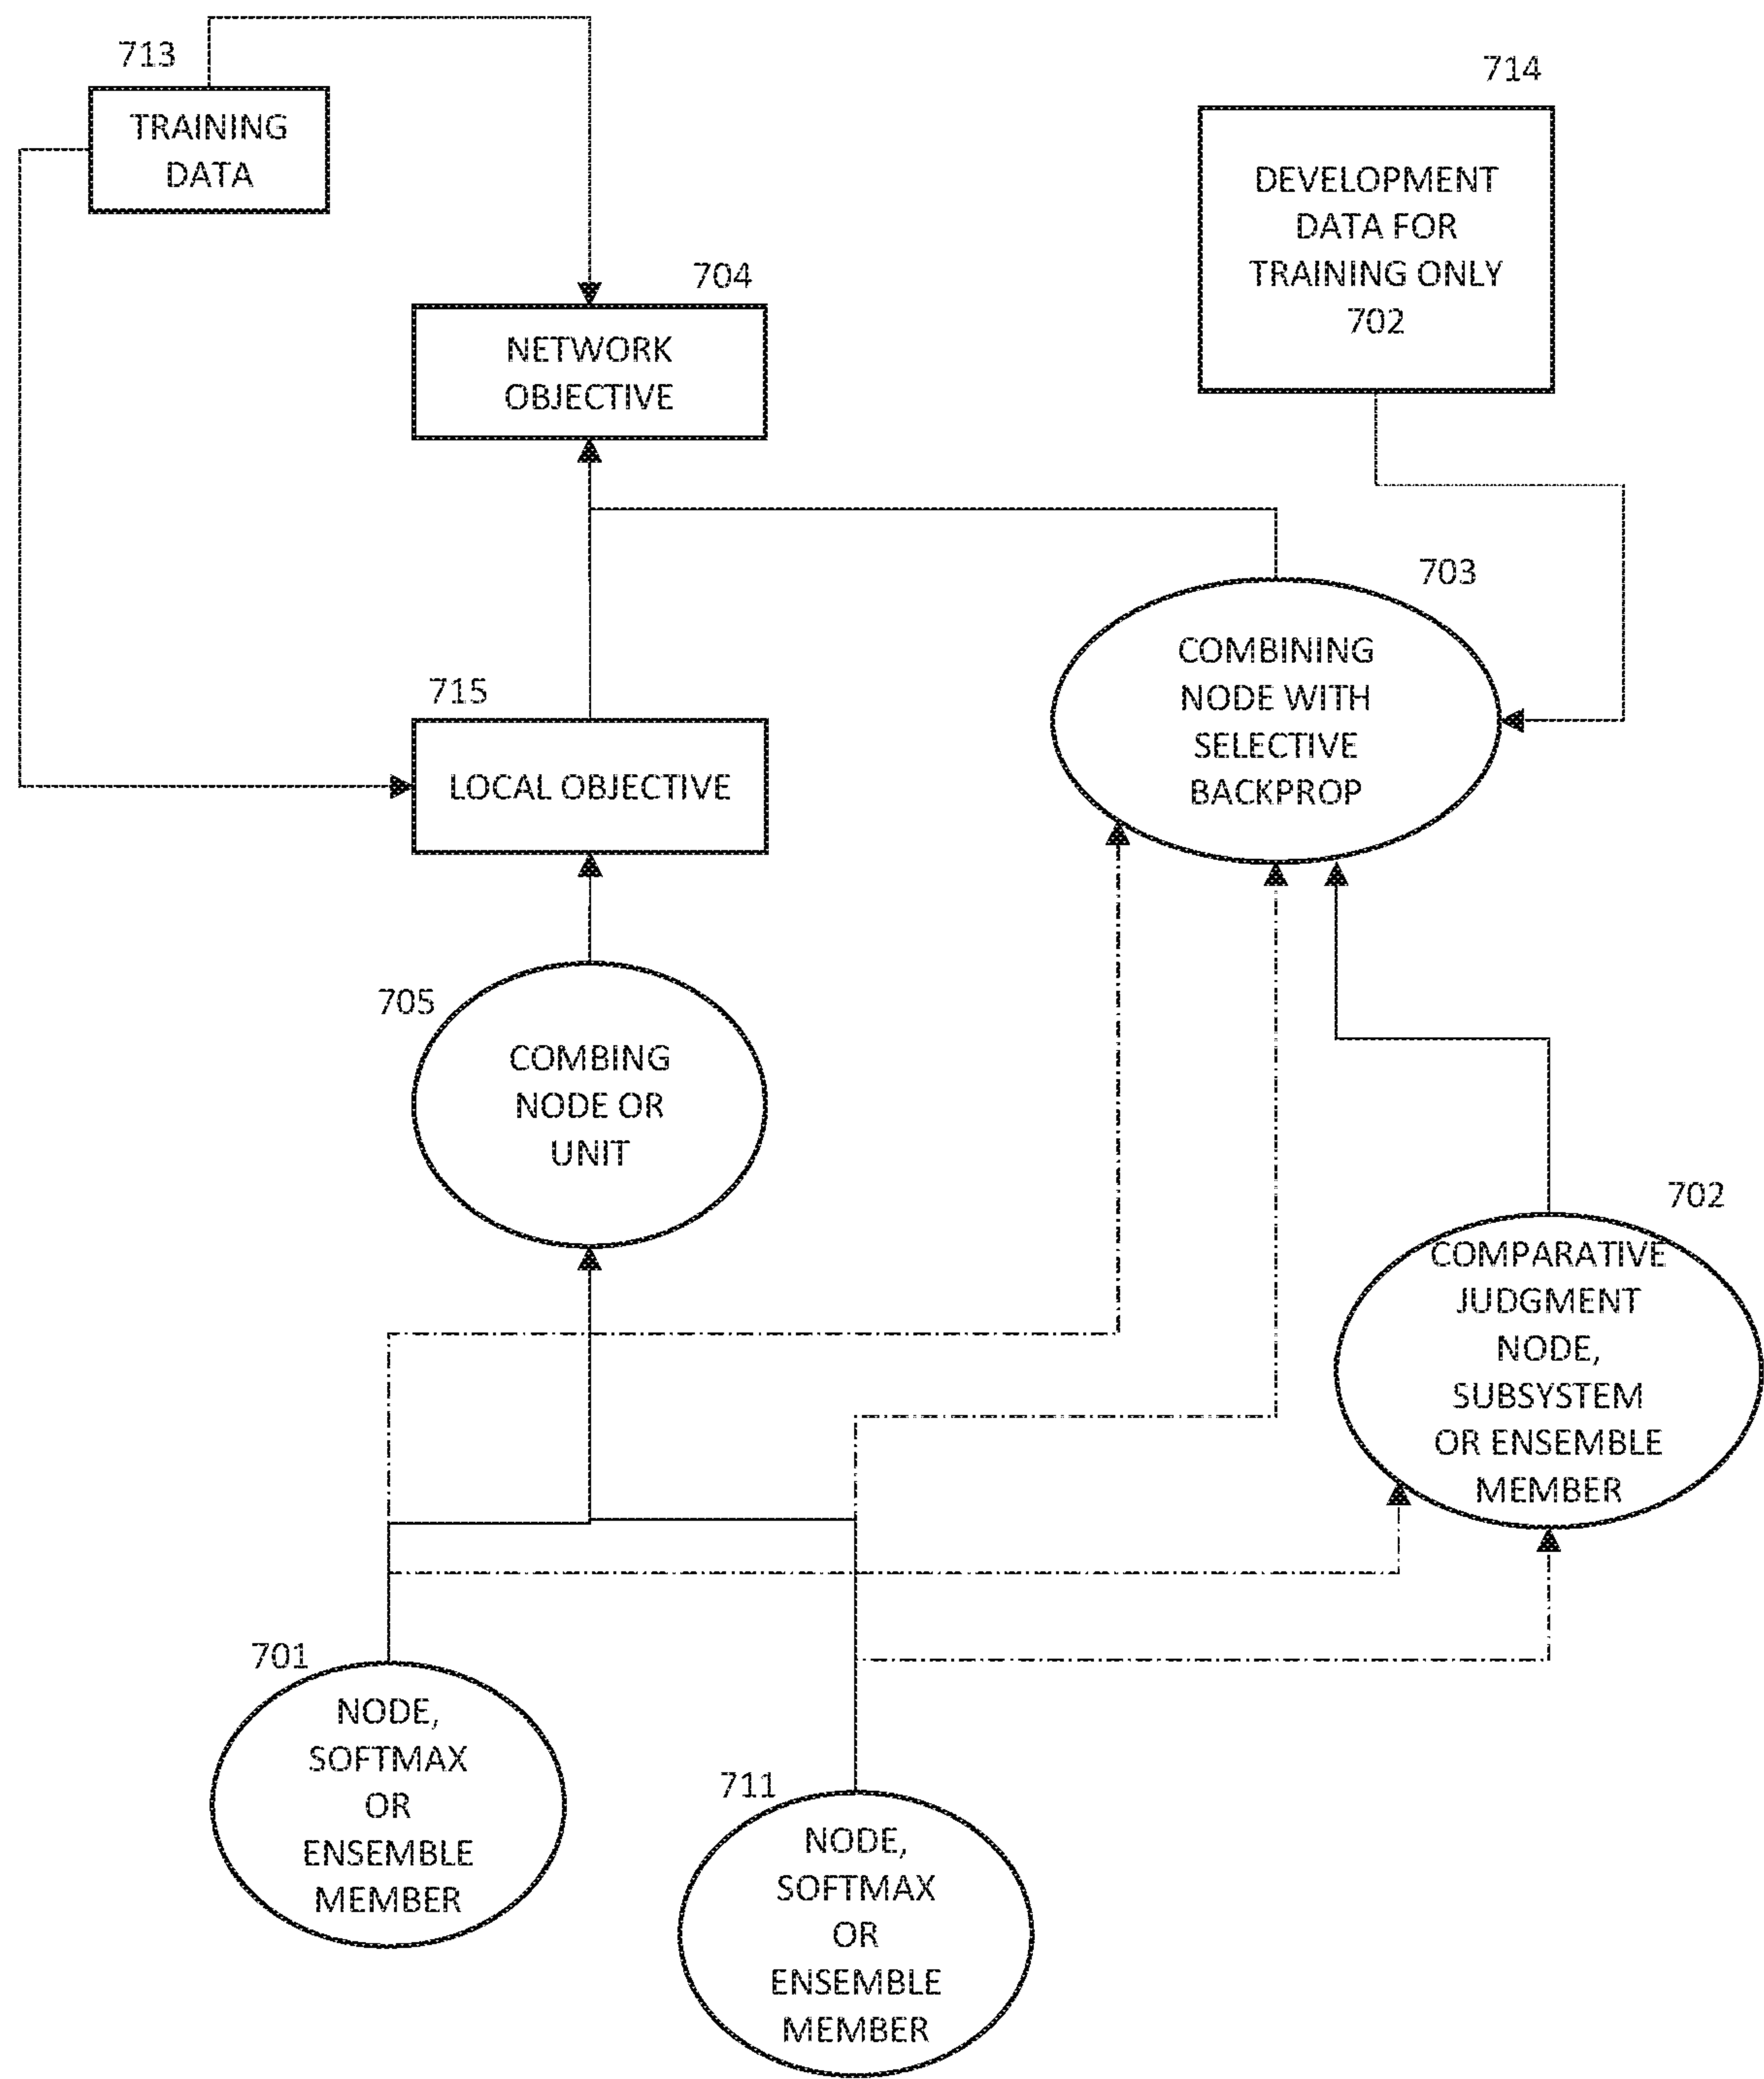 713
TRAINING
DATA
714
DEVELOPMENT
DATA FOR
TRAINING ONLY
702
704
NETWORK
OBJECTIVE
703
COMBINING
NODE WITH
SELECTIVE
BACKPROP
715
LOCAL OBJECTIVE
705
COMBING
NODE OR
UNIT
702
COMPARATIVE
JUDGMENT
NODE,
SUBSYSTEM
OR ENSEMBLE
MEMBER
701
NODE,
SOFTMAX
OR
ENSEMBLE
MEMBER
711
NODE,
SOFTMAX
OR
ENSEMBLE
MEMBER